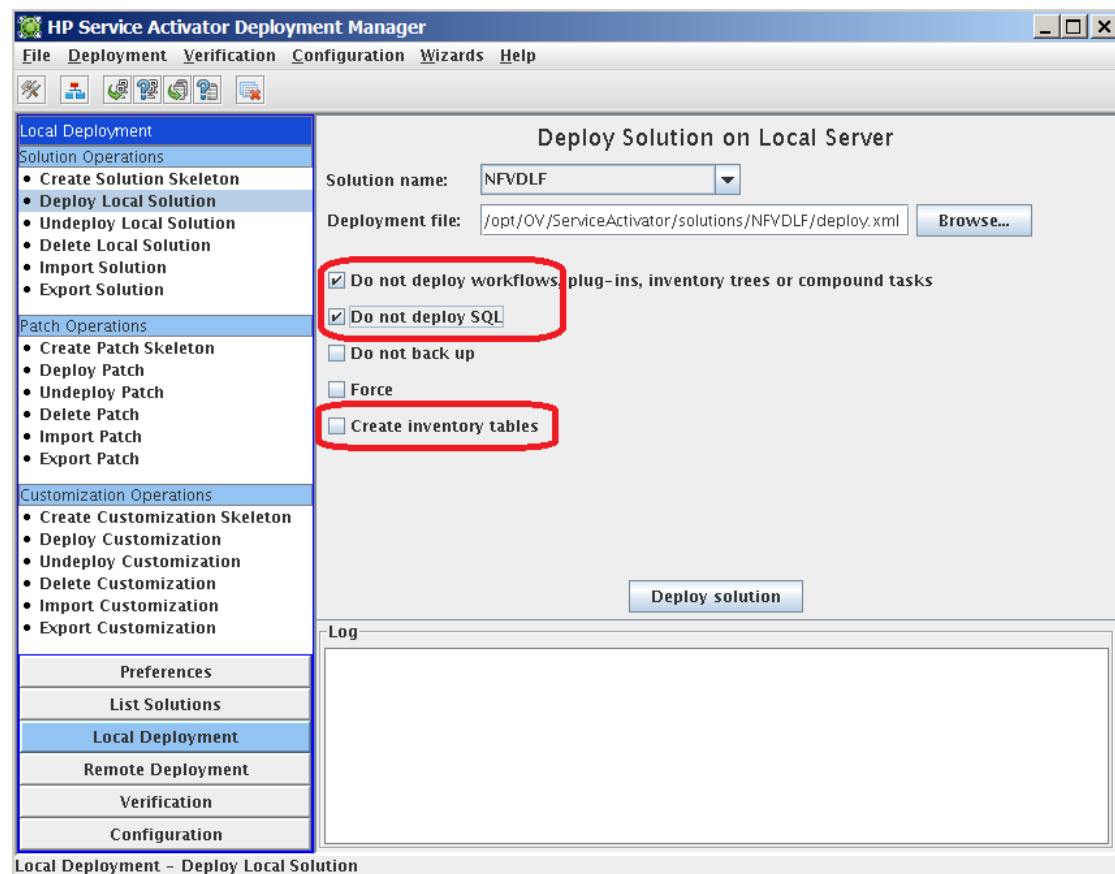 HP Service Activator Deployment Manager
File Deployment Verification Configuration Wizards Help
Local Deployment
Solution Operations
• Create Solution Skeleton
• Deploy Local Solution
• Undeploy Local Solution
• Delete Local Solution
• Import Solution
• Export Solution
Patch Operations
• Create Patch Skeleton
• Deploy Patch
• Undeploy Patch
• Delete Patch
• Import Patch
• Export Patch
Customization Operations
• Create Customization Skeleton
• Deploy Customization
• Undeploy Customization
• Delete Customization
• Import Customization
• Export Customization
Preferences
List Solutions
Local Deployment
Remote Deployment
Verification
Configuration
Deploy Solution on Local Server
Solution name: NFVDLF
Deployment file: /opt/OV/ServiceActivator/solutions/NFVDLF/deploy.xml Browse...
Do not deploy workflows, plug-ins, inventory trees or compound tasks
Do not deploy SQL
Do not back up
Force
Create inventory tables
Deploy solution
Log
Local Deployment - Deploy Local Solution